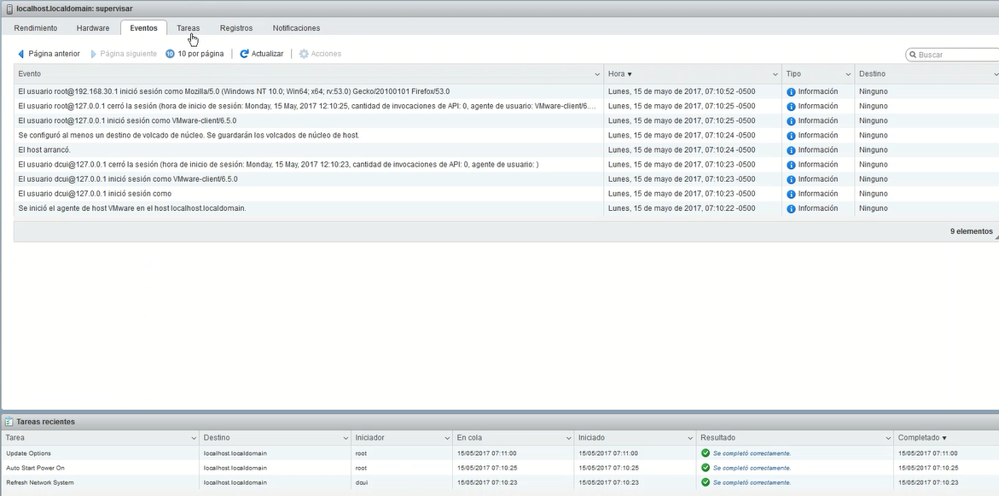 localhost.localdomain: supervisar
Rendimiento Hardware Eventos Tareas Registros Notificaciones
Página anterior Página siguiente 10 10 por página Actualizar Acciones Buscar
Evento Hora Tipo Destino
El usuario root@192.168.30.1 inició sesión como Mozilla/5.0 (Windows NT 10.0; Win64; x64; rv:53.0) Gecko/20100101 Firefox/53.0 Lunes, 15 de mayo de 2017, 07:10:52 -0500 Información Ninguno
El usuario root@127.0.0.1 cerró la sesión (hora de inicio de sesión: Monday, 15 May, 2017 12:10:25, cantidad de invocaciones de API: 0, agente de usuario: VMware-client/6.... Lunes, 15 de mayo de 2017, 07:10:25 -0500 Información Ninguno
El usuario root@127.0.0.1 inició sesión como VMware-client/6.5.0 Lunes, 15 de mayo de 2017, 07:10:25 -0500 Información Ninguno
Se configuró al menos un destino de volcado de núcleo. Se guardarán los volcados de núcleo de host. Lunes, 15 de mayo de 2017, 07:10:24 -0500 Información Ninguno
El host arrancó. Lunes, 15 de mayo de 2017, 07:10:24 -0500 Información Ninguno
El usuario dcui@127.0.0.1 cerró la sesión (hora de inicio de sesión: Monday, 15 May, 2017 12:10:23, cantidad de invocaciones de API: 0, agente de usuario: ) Lunes, 15 de mayo de 2017, 07:10:23 -0500 Información Ninguno
El usuario dcui@127.0.0.1 inició sesión como VMware-client/6.5.0 Lunes, 15 de mayo de 2017, 07:10:23 -0500 Información Ninguno
El usuario dcui@127.0.0.1 inició sesión como Lunes, 15 de mayo de 2017, 07:10:23 -0500 Información Ninguno
Se inició el agente de host VMware en el host localhost.localdomain. Lunes, 15 de mayo de 2017, 07:10:22 -0500 Información Ninguno
9 elementos
Tareas recientes
Tarea Destino Iniciador En cola Iniciado Resultado Completado
Update Options localhost.localdomain root 15/05/2017 07:11:00 15/05/2017 07:11:00 Se completó correctamente. 15/05/2017 07:11:00
Auto Start Power On localhost.localdomain root 15/05/2017 07:10:25 15/05/2017 07:10:25 Se completó correctamente. 15/05/2017 07:10:25
Refresh Network System localhost.localdomain dcui 15/05/2017 07:10:23 15/05/2017 07:10:23 Se completó correctamente. 15/05/2017 07:10:23